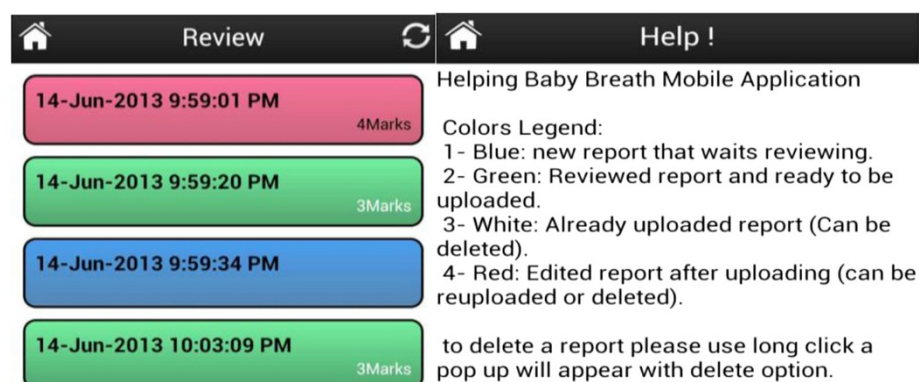 Review
14-Jun-2013 9:59:01 PM
4Marks
14-Jun-2013 9:59:20 PM
3Marks
14-Jun-2013 9:59:34 PM
14-Jun-2013 10:03:09 PM
3Marks
Help !
Helping Baby Breath Mobile Application
Colors Legend:
1- Blue: new report that waits reviewing.
2- Green: Reviewed report and ready to be
uploaded.
3- White: Already uploaded report (Can be
deleted).
4- Red: Edited report after uploading (can be
reuploaded or deleted).
to delete a report please use long click a
pop up will appear with delete option.